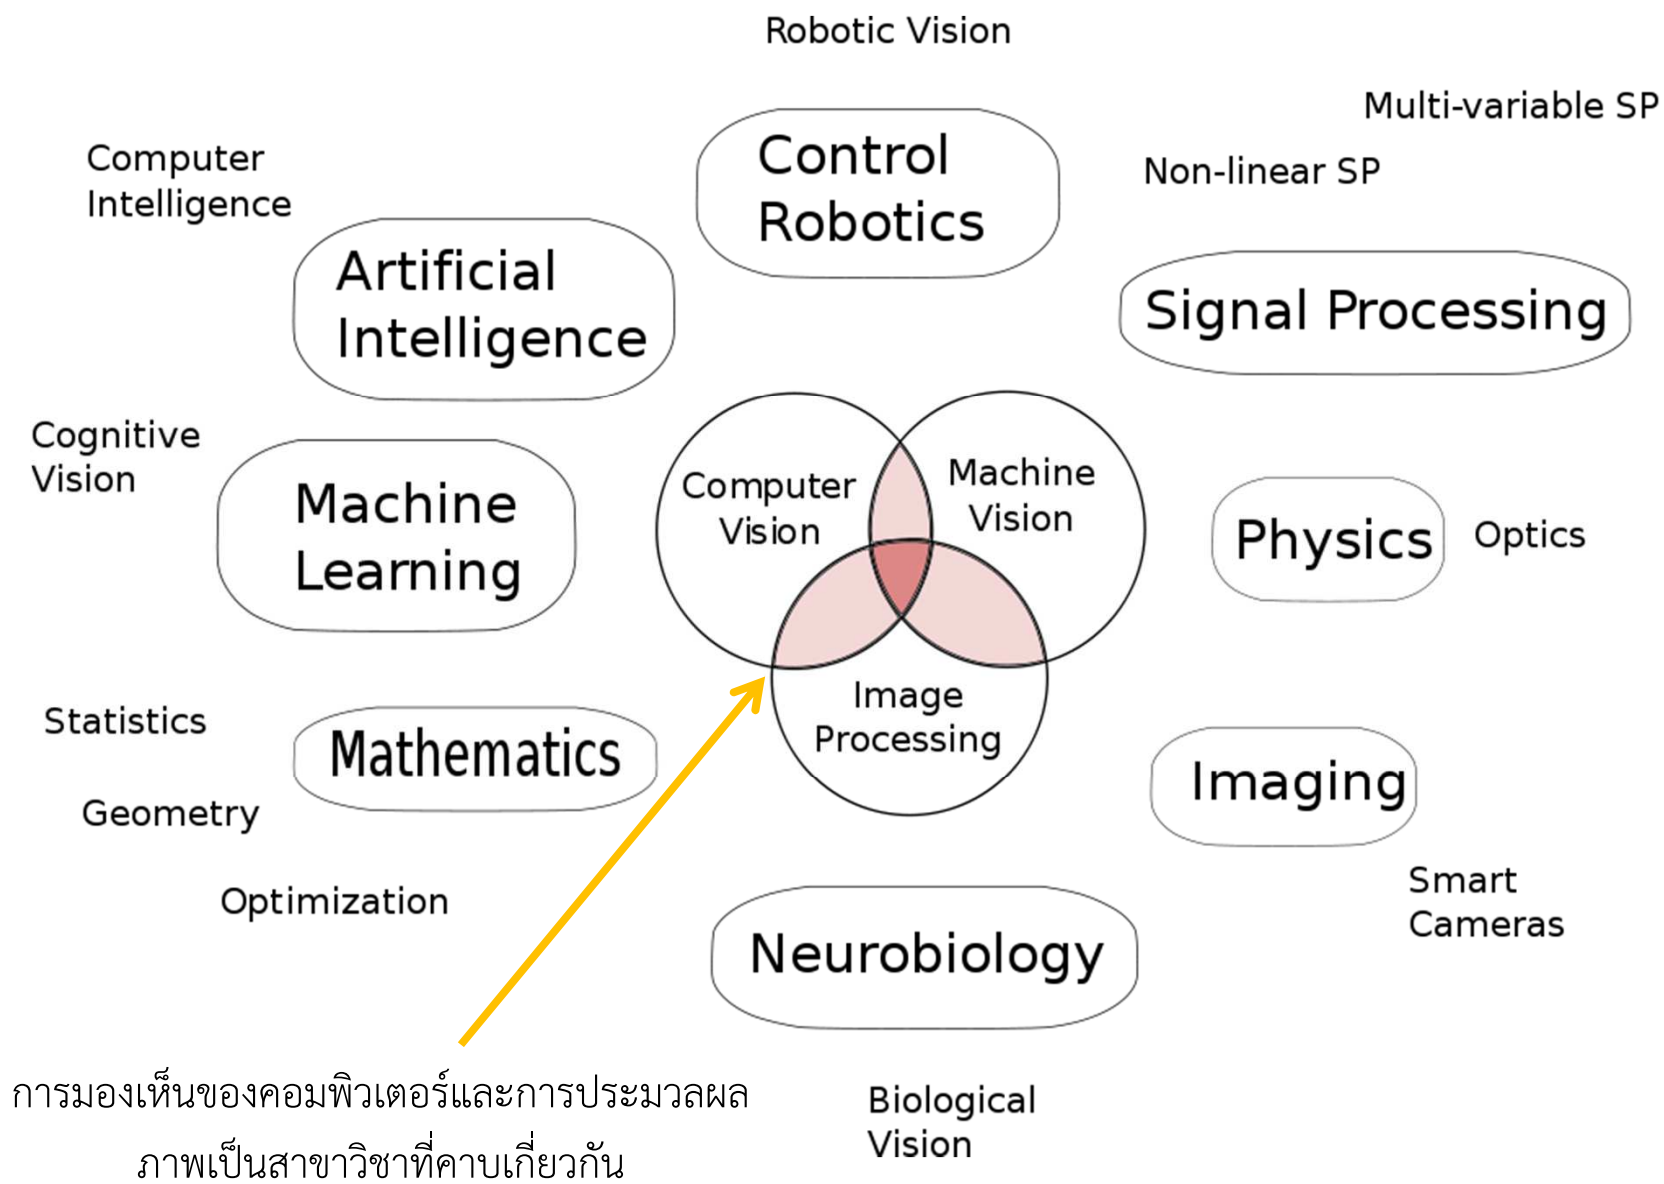 Robotic Vision
Multi-variable SP
Control
Robotics
Non-linear SP
Computer
Intelligence
Artificial
Intelligence
Signal Processing
Cognitive
Vision
Machine
Learning
Computer
Vision
Machine
Vision
Physics
Optics
Statistics
Mathematics
Geometry
Optimization
Image
Processing
Imaging
Smart
Cameras
Neurobiology
Biological
Vision
การมองเห็นของคอมพิวเตอร์และการประมวลผล
ภาพเป็นสาขาวิชาที่คาบเกี่ยวกัน